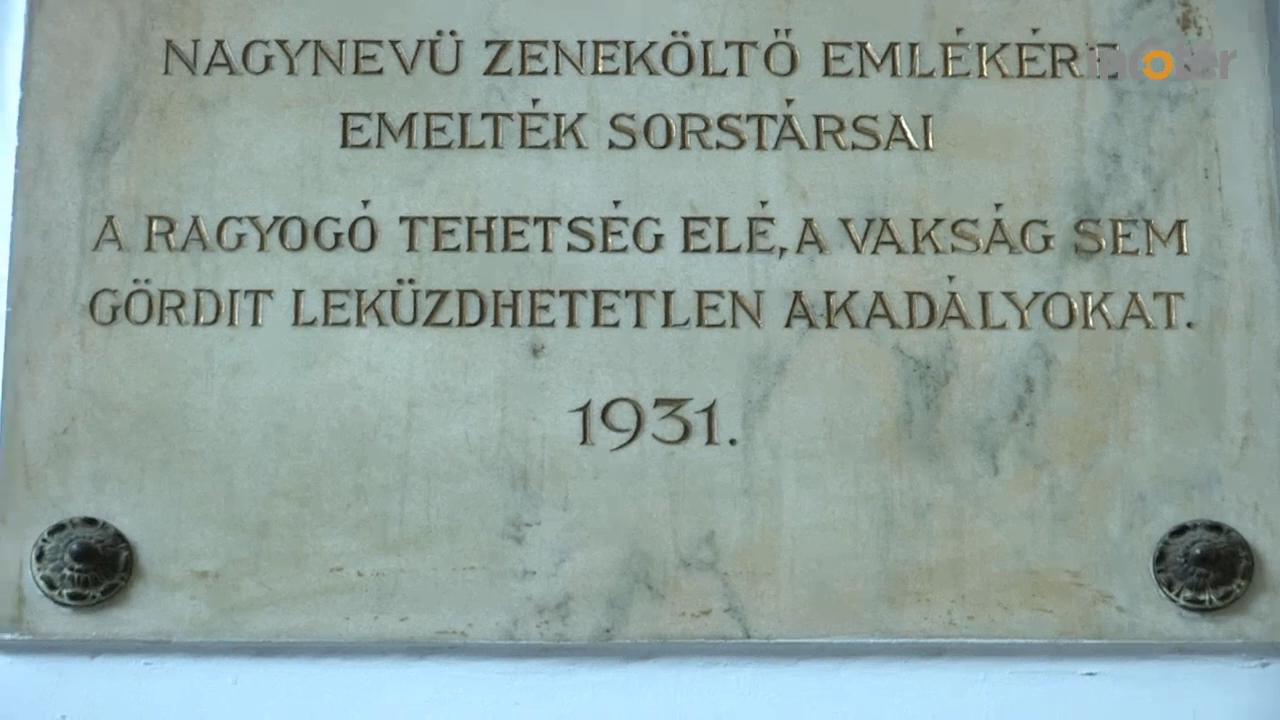 NAGYNEVÜ ZENEKÖLTŐ EMLÉKÉRE
EMELTÉK SORSTÁRSAI
A RAGYOGÓ TEHETSÉG ELÉ, A VAKSÁG SEM
GÖRDIT LEKÜZDHETETLEN AKADÁLYOKAT.
1931.